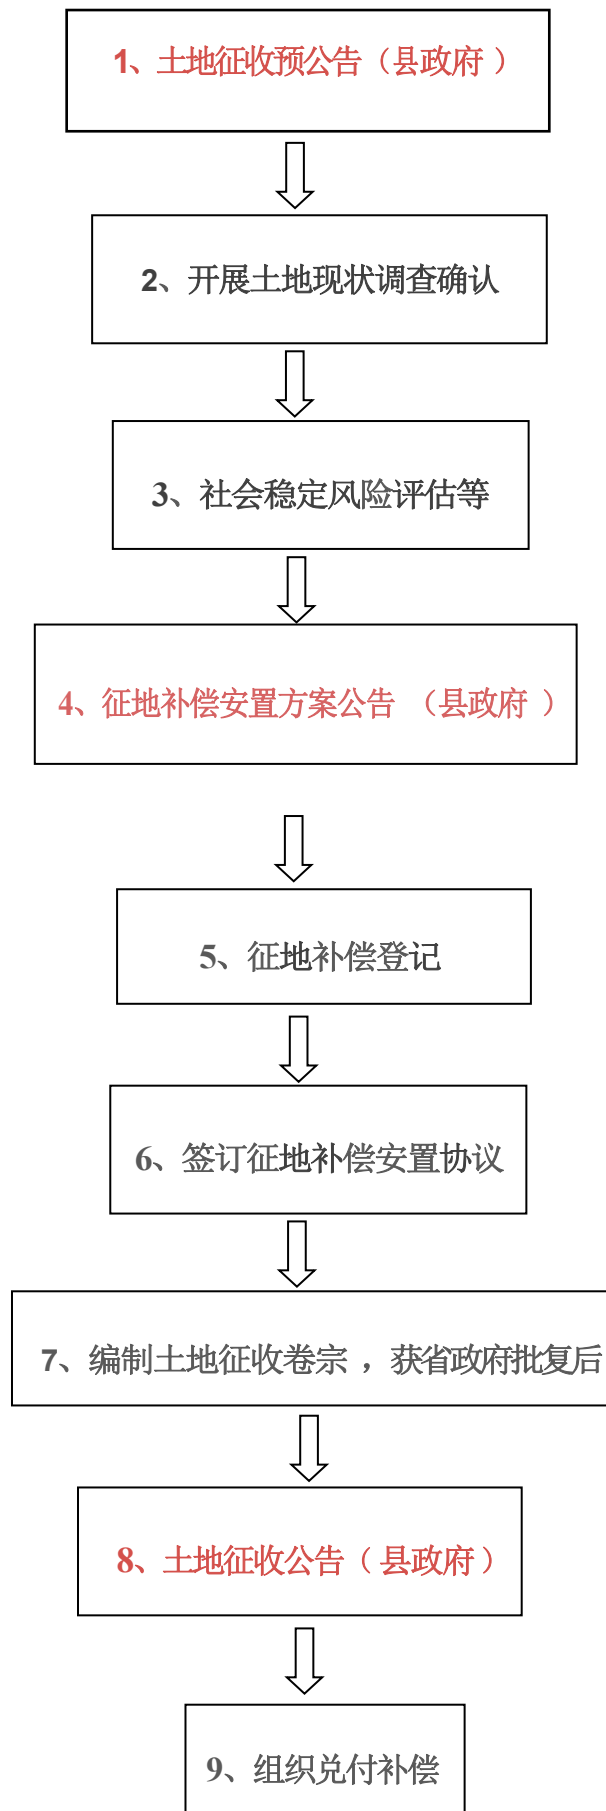 1、土地征收预公告（县政府 ）
2、开展土地现状调查确认
3、社会稳定风险评估等
4、征地补偿安置方案公告 （县政府 ）
5、征地补偿登记
6、签订征地补偿安置协议
7、编制土地征收卷宗 ，获省政府批复后
8、土地征收公告（ 县政府 ）
9、组织兑付补偿